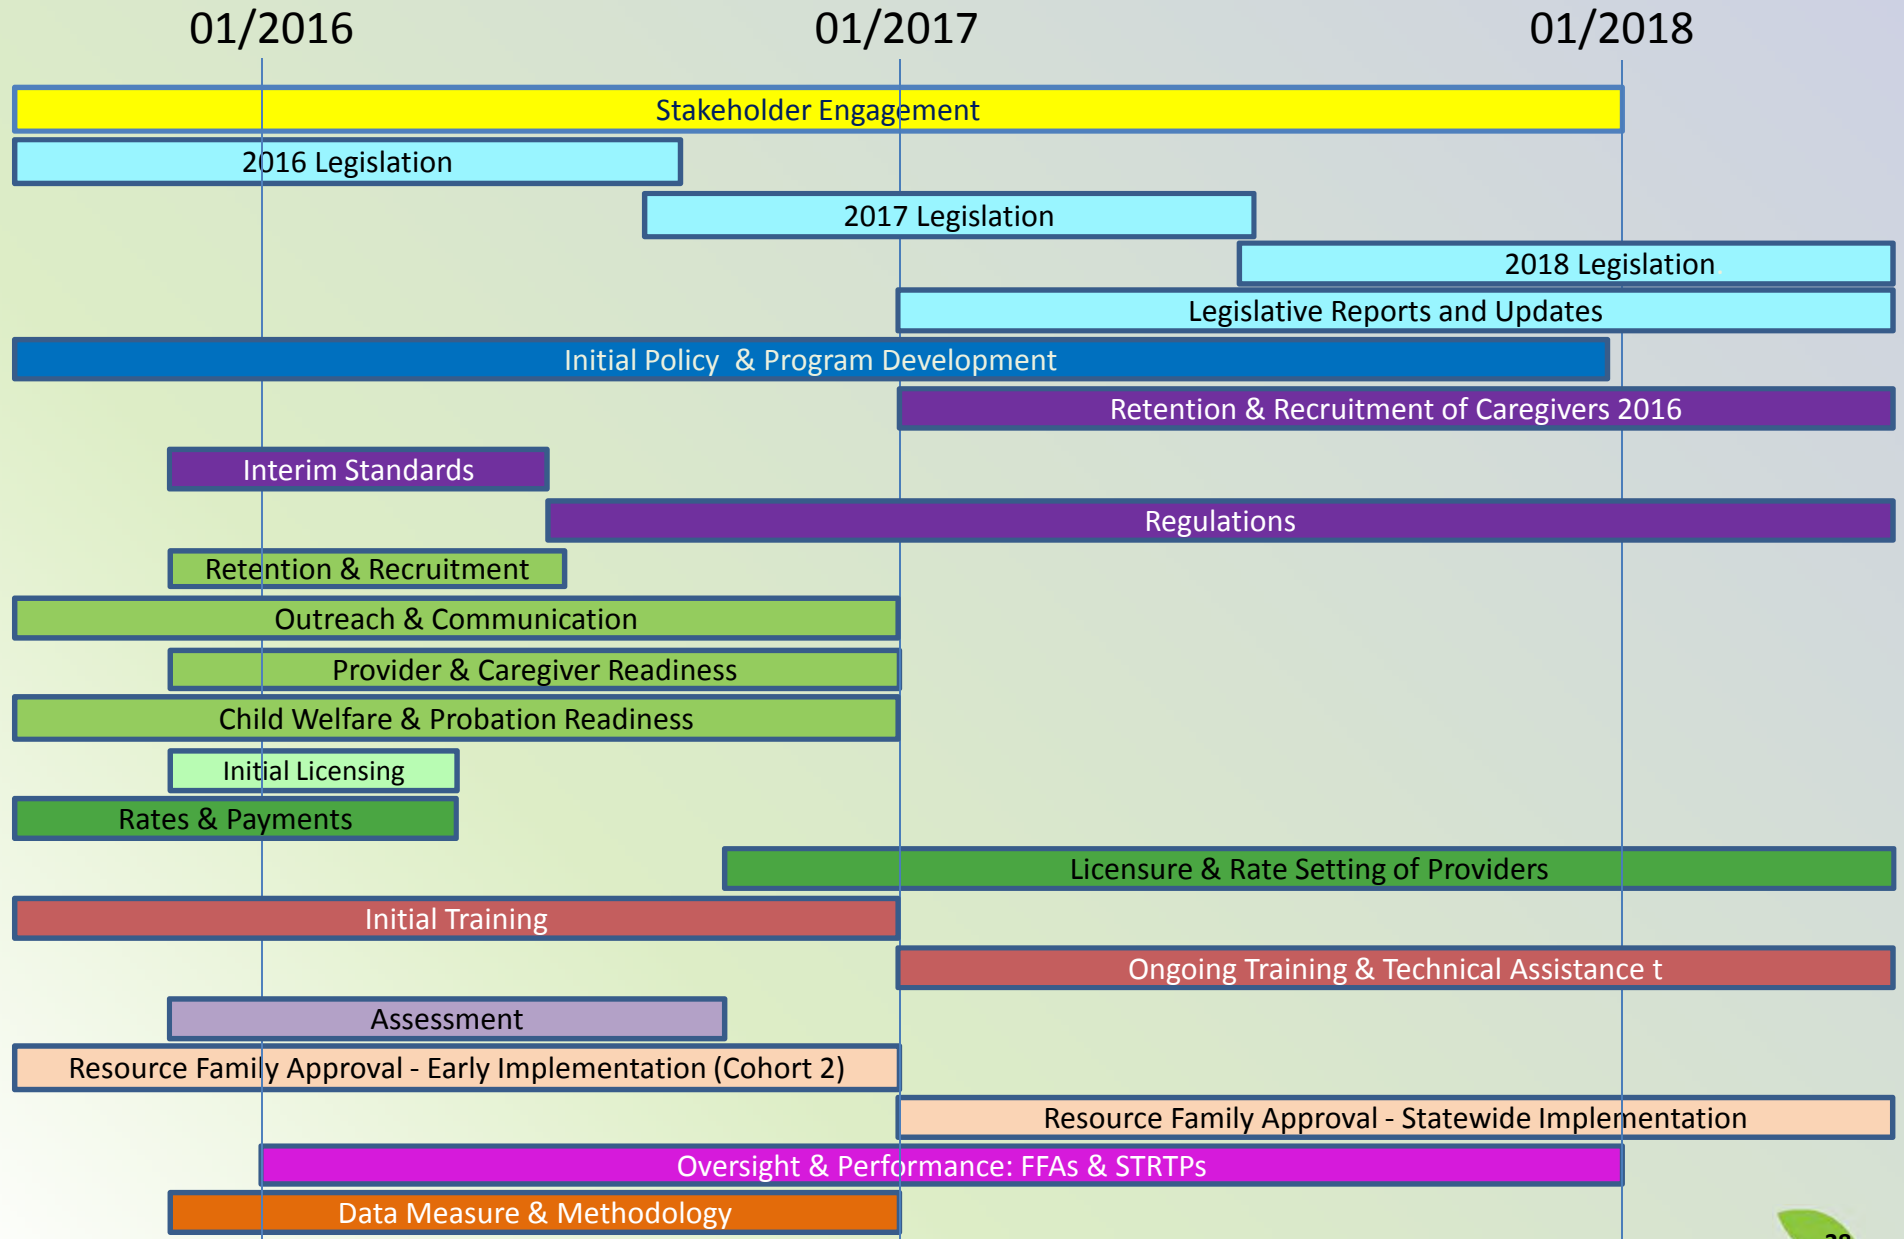 01/2016 01/2017 01/2018
Stakeholder Engagement
2016 Legislation
2017 Legislation
2018 Legislation.
Legislative Reports and Updates
Initial Policy & Program Development
Retention & Recruitment of Caregivers 2016
Interim Standards
Regulations
Retention & Recruitment
Outreach & Communication
Provider & Caregiver Readiness
Child Welfare & Probation Readiness
Initial Licensing
Rates & Payments
Licensure & Rate Setting of Providers
Initial Training
Ongoing Training & Technical Assistance t
Assessment
Resource Family Approval - Early Implementation (Cohort 2)
Resource Family Approval - Statewide Implementation
Oversight & Performance: FFAs & STRTPs
Data Measure & Methodology